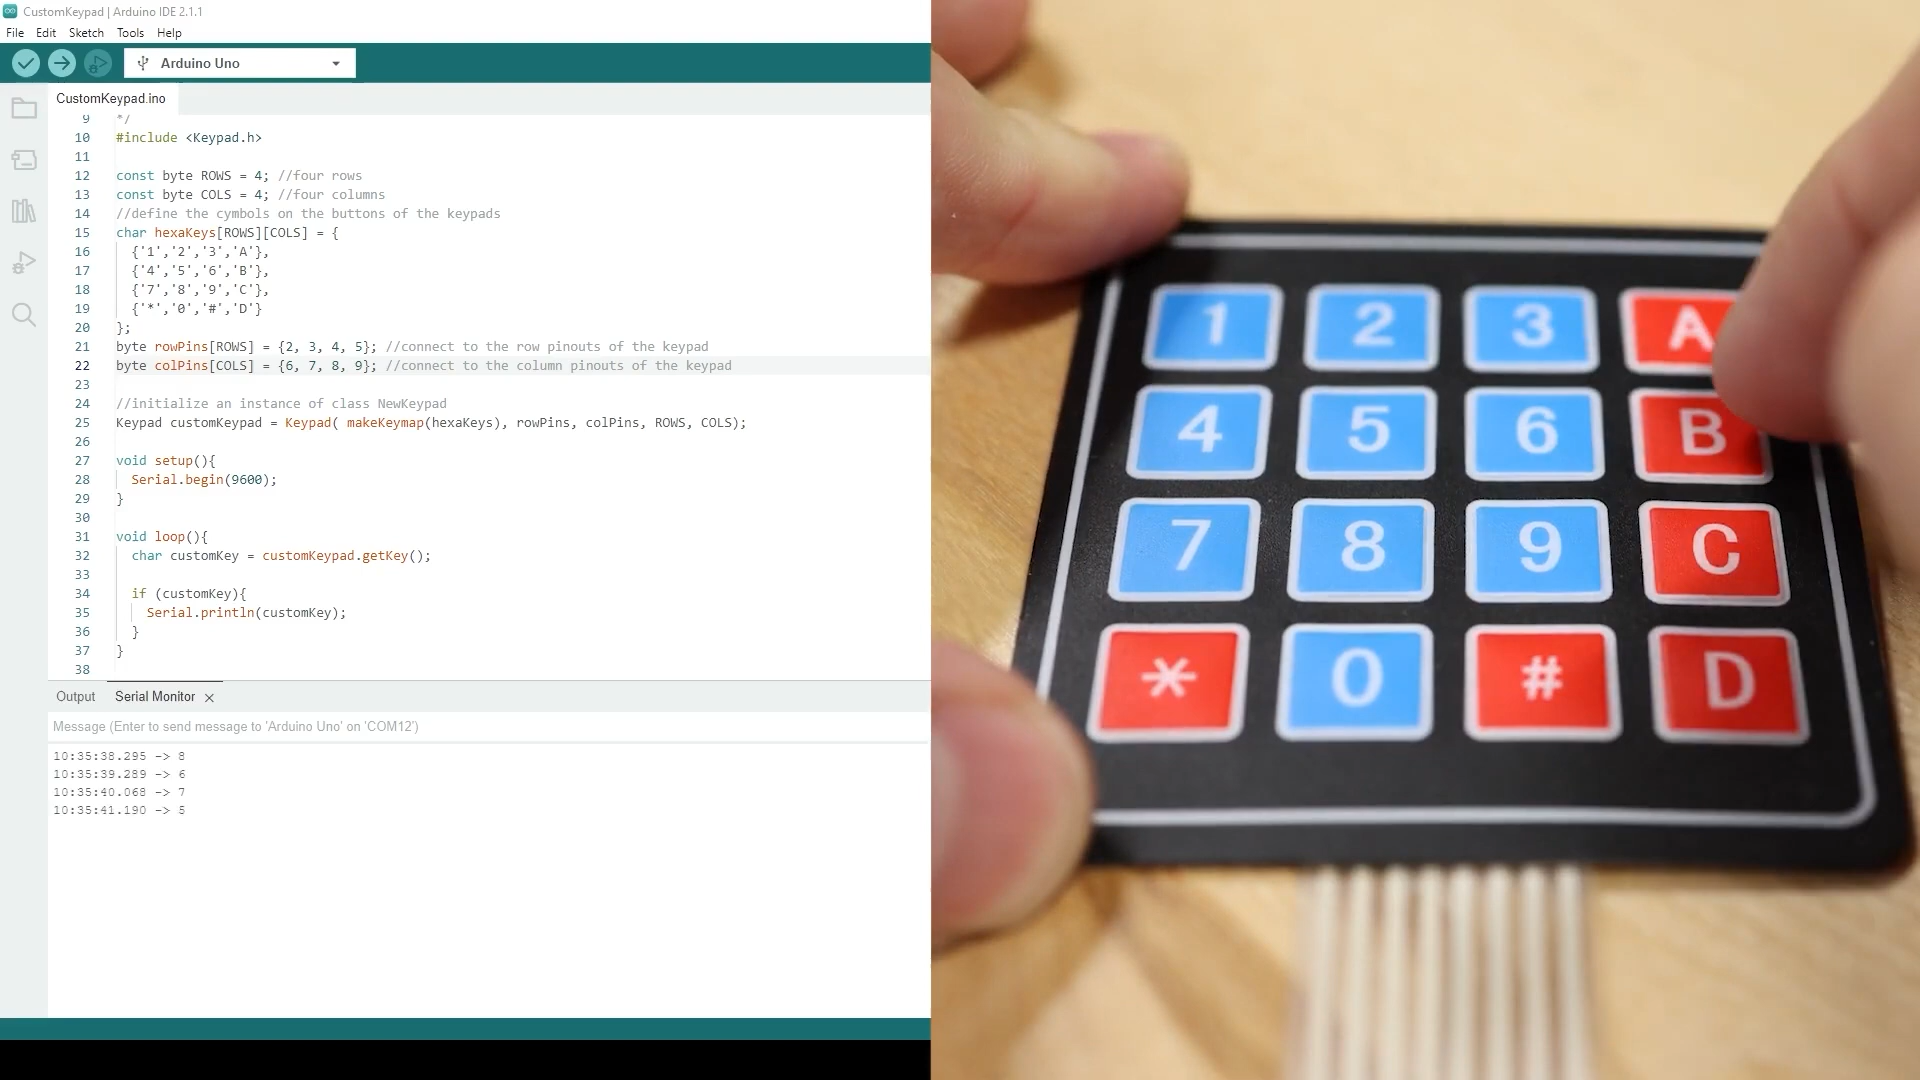 CustomKeypad | Arduino IDE 2.1.1
File Edit Sketch Tools Help
Arduino Uno
CustomKeypad.ino
9 */
10 #include <Keypad.h>
11
12 const byte ROWS = 4; //four rows
13 const byte COLS = 4; //four columns
14 //define the cymbols on the buttons of the keypads
15 char hexaKeys[ROWS][COLS] = {
16 {'1','2','3','A'},
17 {'4','5','6','B'},
18 {'7','8','9','C'},
19 {'*','0','#','D'}
20 };
21 byte rowPins[ROWS] = {2, 3, 4, 5}; //connect to the row pinouts of the keypad
22 byte colPins[COLS] = {6, 7, 8, 9}; //connect to the column pinouts of the keypad
23
24 //initialize an instance of class NewKeypad
25 Keypad customKeypad = Keypad( makeKeymap(hexaKeys), rowPins, colPins, ROWS, COLS);
26
27 void setup(){
28 Serial.begin(9600);
29 }
30
31 void loop(){
32 char customKey = customKeypad.getKey();
33
34 if (customKey){
35 Serial.println(customKey);
36 }
37 }
38
Output Serial Monitor
Message (Enter to send message to 'Arduino Uno' on 'COM12')
10:35:38.295 -> 8
10:35:39.289 -> 6
10:35:40.068 -> 7
10:35:41.190 -> 5
1 2 3 A
4 5 6 B
7 8 9 C
* 0 # D